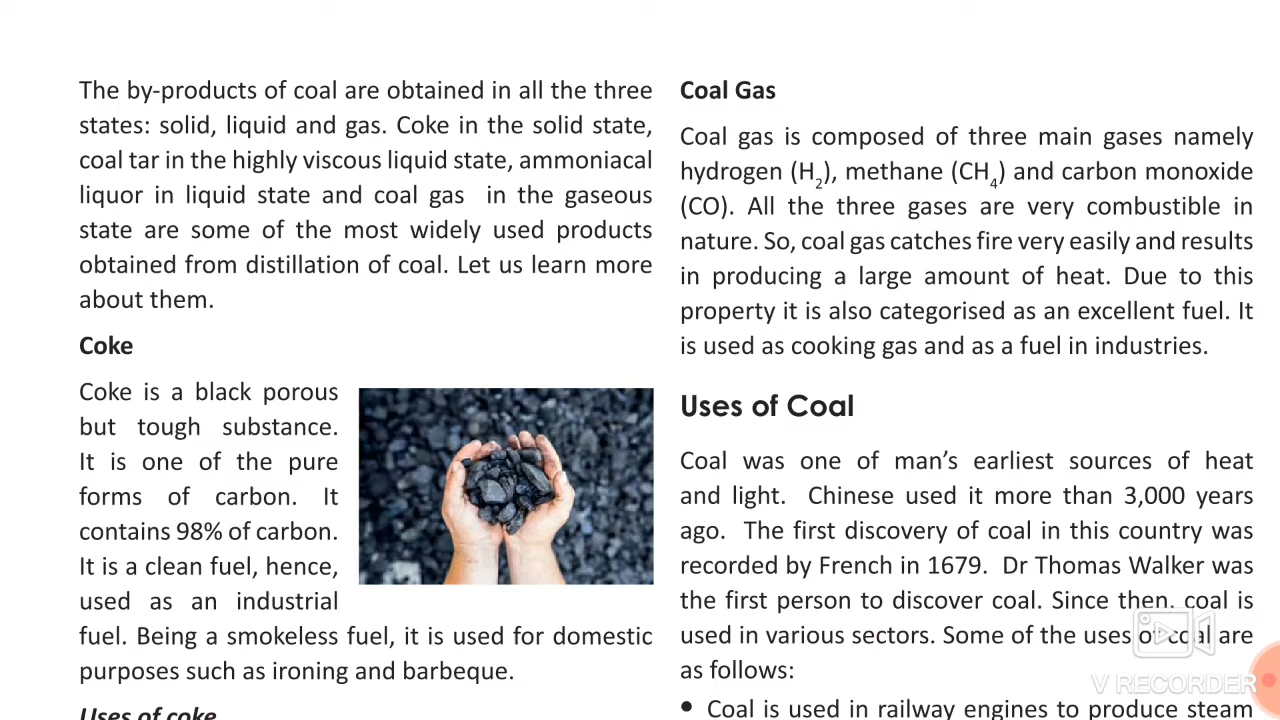 The by-products of coal are obtained in all the three
states: solid, liquid and gas. Coke in the solid state,
coal tar in the highly viscous liquid state, ammoniacal
liquor in liquid state and coal gas in the gaseous
state are some of the most widely used products
obtained from distillation of coal. Let us learn more
about them.
Coke
Coke is a black porous
but tough substance.
It is one of the pure
forms of carbon. It
contains 98% of carbon.
It is a clean fuel, hence,
used as an industrial
fuel. Being a smokeless fuel, it is used for domestic
purposes such as ironing and barbeque.
Uses of coke
Coal Gas
Coal gas is composed of three main gases namely
hydrogen (H₂), methane (CH₄) and carbon monoxide
(CO). All the three gases are very combustible in
nature. So, coal gas catches fire very easily and results
in producing a large amount of heat. Due to this
property it is also categorised as an excellent fuel. It
is used as cooking gas and as a fuel in industries.
Uses of Coal
Coal was one of man's earliest sources of heat
and light. Chinese used it more than 3,000 years
ago. The first discovery of coal in this country was
recorded by French in 1679. Dr Thomas Walker was
the first person to discover coal. Since then, coal is
used in various sectors. Some of the uses of coal are
as follows:
• Coal is used in railway engines to produce steam
V RECORDER